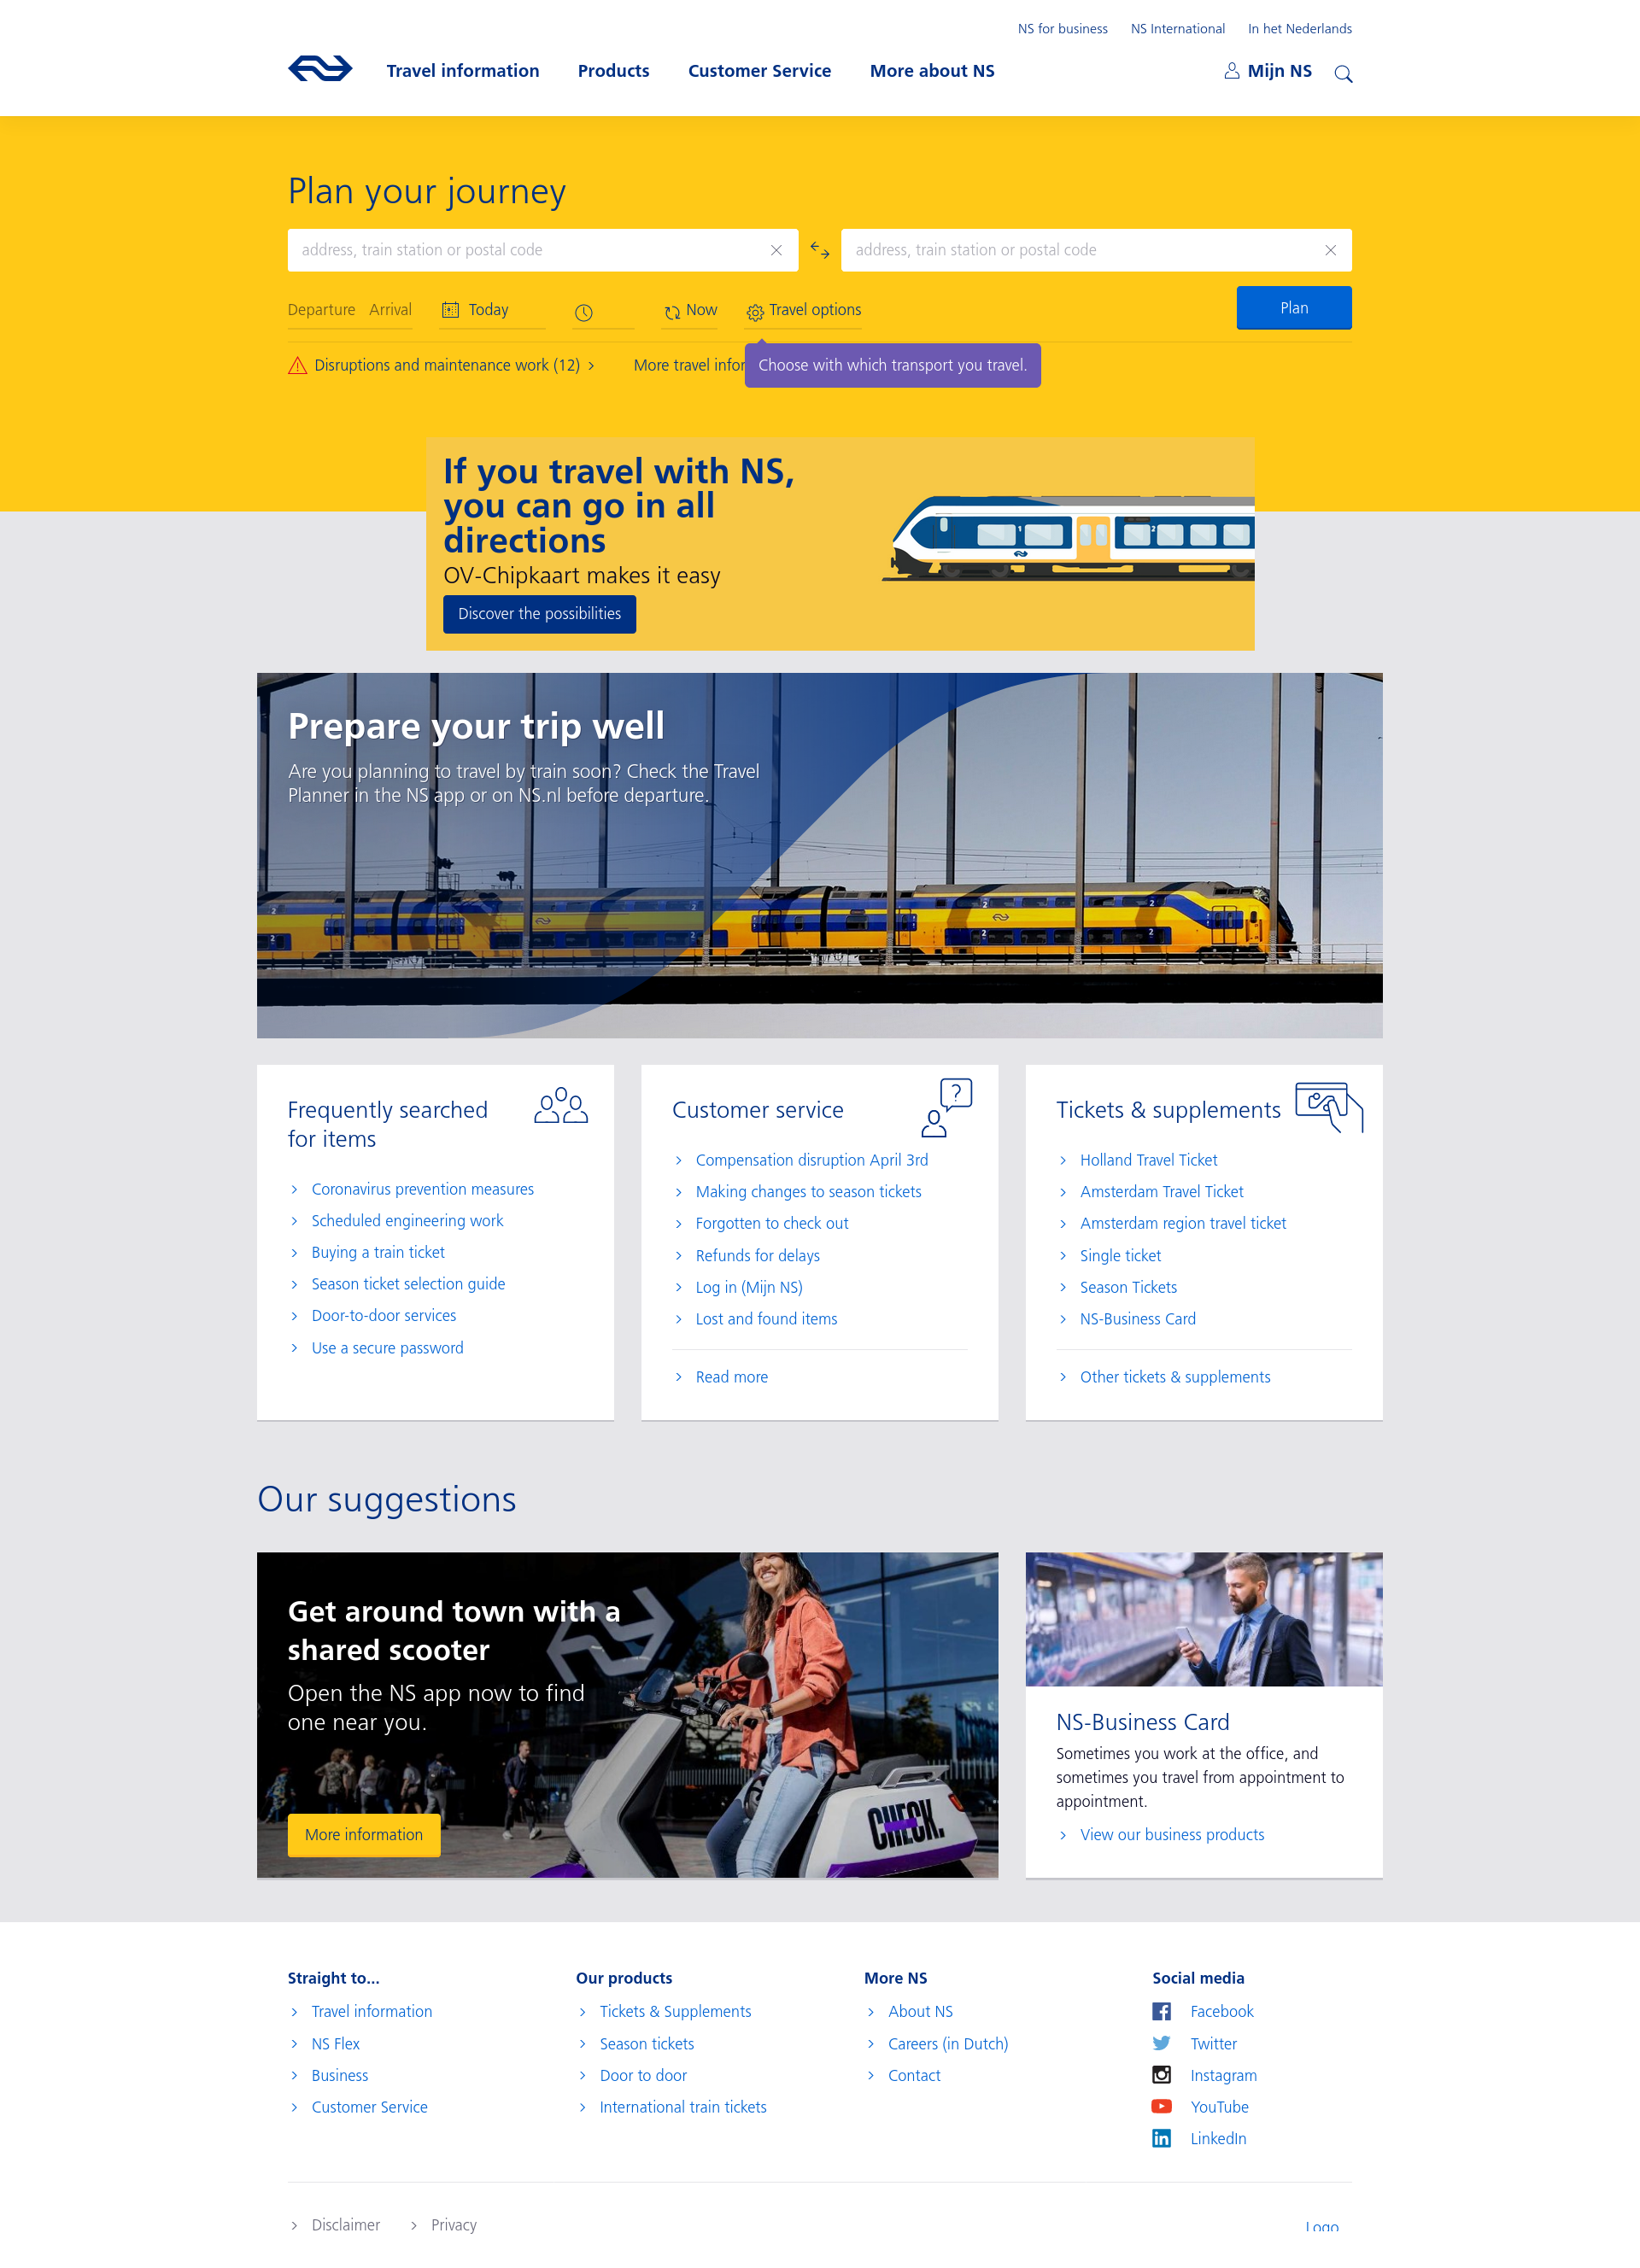 NS for business NS International In het Nederlands
Travel information Products Customer Service More about NS Mijn NS
Plan your journey
address, train station or postal code address, train station or postal code
Departure Arrival Today Now Travel options Plan
Disruptions and maintenance work (12) More travel infor
Choose with which transport you travel.
If you travel with NS,
you can go in all
directions
OV-Chipkaart makes it easy
Discover the possibilities
Prepare your trip well
Are you planning to travel by train soon? Check the Travel
Planner in the NS app or on NS.nl before departure.
Frequently searched
for items
Coronavirus prevention measures
Scheduled engineering work
Buying a train ticket
Season ticket selection guide
Door-to-door services
Use a secure password
Customer service
Compensation disruption April 3rd
Making changes to season tickets
Forgotten to check out
Refunds for delays
Log in (Mijn NS)
Lost and found items
Read more
Tickets & supplements
Holland Travel Ticket
Amsterdam Travel Ticket
Amsterdam region travel ticket
Single ticket
Season Tickets
NS-Business Card
Other tickets & supplements
Our suggestions
Get around town with a
shared scooter
Open the NS app now to find
one near you.
More information
CHECK.
NS-Business Card
Sometimes you work at the office, and
sometimes you travel from appointment to
appointment.
View our business products
Straight to...
Travel information
NS Flex
Business
Customer Service
Our products
Tickets & Supplements
Season tickets
Door to door
International train tickets
More NS
About NS
Careers (in Dutch)
Contact
Social media
Facebook
Twitter
Instagram
YouTube
LinkedIn
Disclaimer Privacy Logo